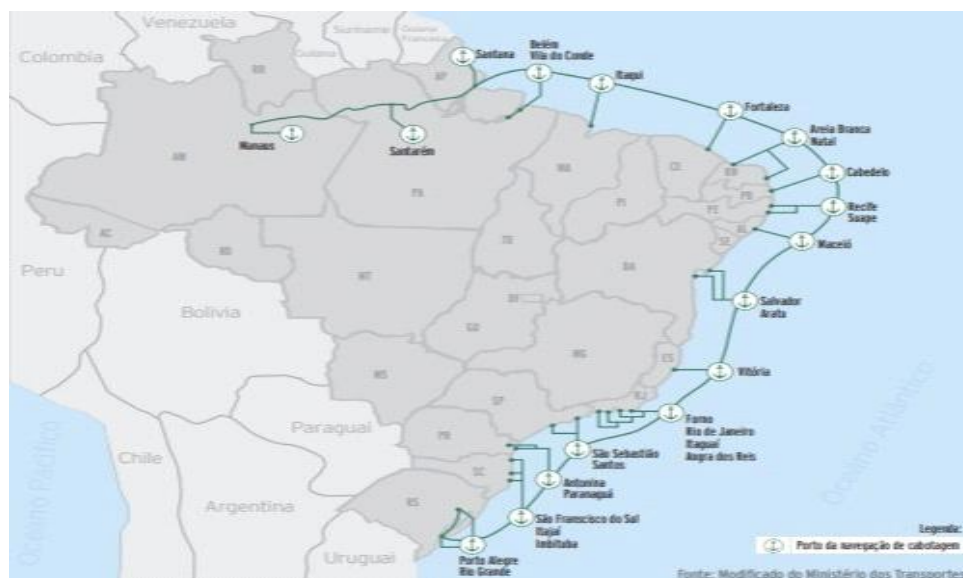 Venezuela
Suriname
Guiana
Francesa
Colombia
Guiana
Santana
Belém
Vila do Conde
Itaqui
Fortaleza
Areia Branca
Natal
Cabedelo
Recife
Suape
Maceió
Salvador
Aratu
Vitória
Forno
Rio de Janeiro
Itaguaí
Angra dos Reis
São Sebastião
Santos
Antonina
Paranaguá
São Franscisco do Sul
Itajaí
Imbituba
Porto Alegre
Rio Grande
Manaus
Santarém
RR
AP
AM
PA
MA
CE
RN
PB
PE
AL
SE
PI
TO
BA
AC
RO
MT
DF
GO
MG
ES
MS
SP
RJ
PR
SC
RS
Peru
Bolivia
Paraguai
Chile
Argentina
Uruguai
Oceano Pacífico
Oceano Atlântico
Legenda:
Porto da navegação de cabotagem
Fonte: Modificado do Ministério dos Transportes